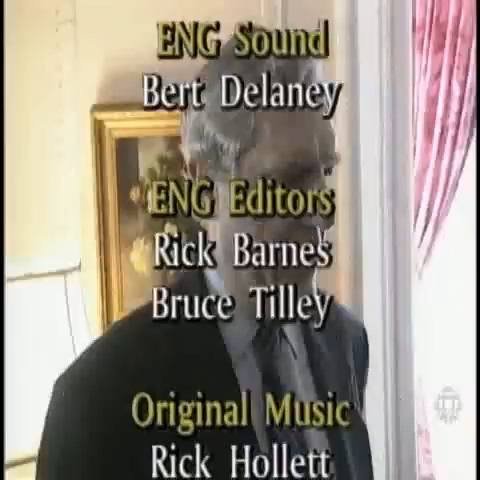 ENG Sound
Bert Delaney
ENG Editors
Rick Barnes
Bruce Tilley
Original Music
Rick Hollett